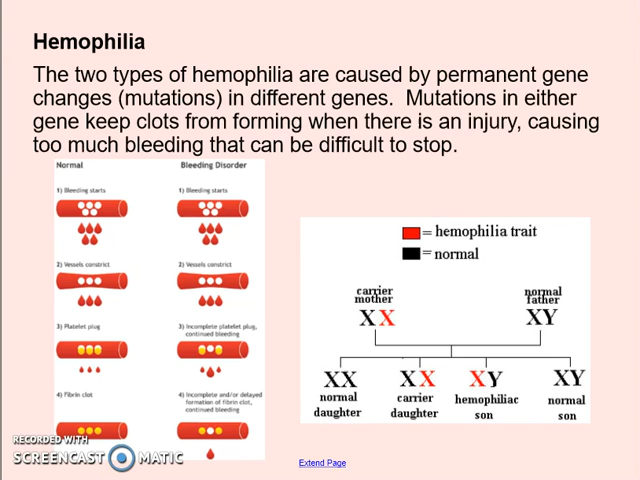 Hemophilia
The two types of hemophilia are caused by permanent gene
changes (mutations) in different genes.  Mutations in either
gene keep clots from forming when there is an injury, causing
too much bleeding that can be difficult to stop.
Normal
Bleeding Disorder
1) Bleeding starts
1) Bleeding starts
2) Vessels constrict
2) Vessels constrict
3) Platelet plug
3) Incomplete platelet plug,
continued bleeding
4) Fibrin clot
4) Incomplete and/or delayed
formation of fibrin clot,
continued bleeding
= hemophilia trait
= normal
carrier
mother
XX
normal
father
XY
XX
normal
daughter
XX
carrier
daughter
XY
hemophiliac
son
XY
normal
son
RECORDED WITH
SCREENCAST MATIC
Extend Page